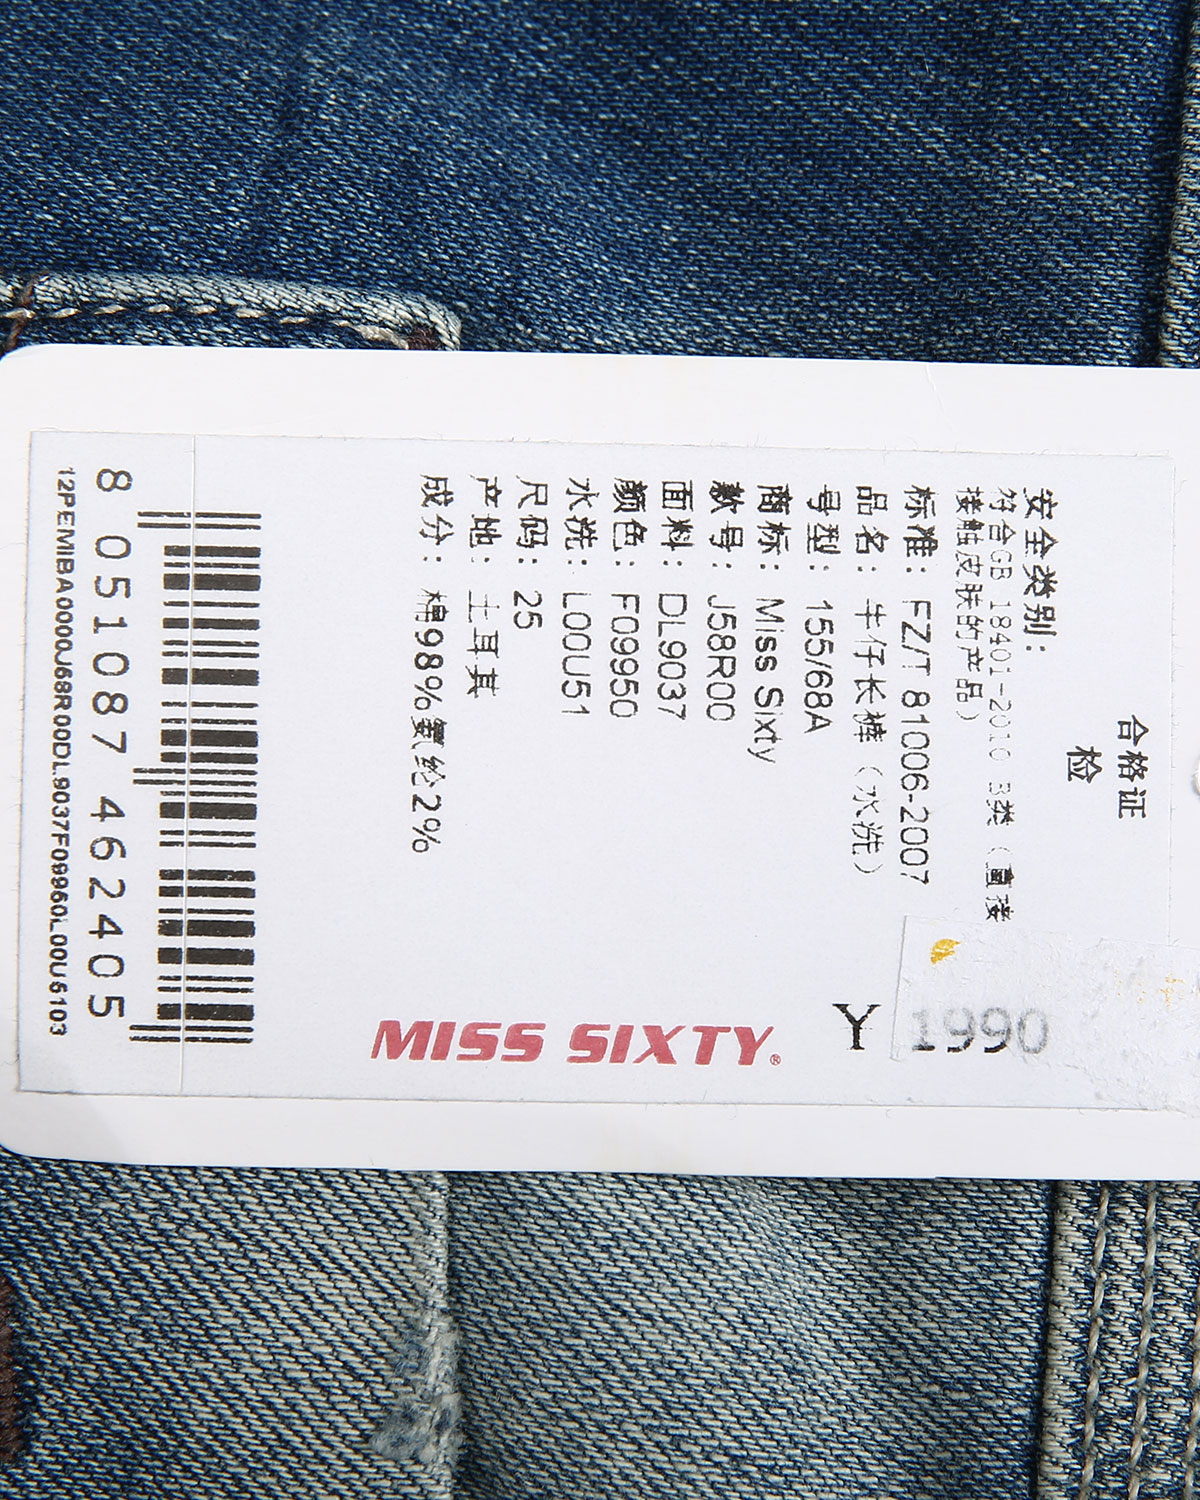 合格证
检
安全类别：
符合GB 18401-2010 B类（直接
接触皮肤的产品）
标准： FZ/T 81006-2007
品名： 牛仔长裤（水洗）
号型： 155/68A
商标： Miss Sixty
款号： J58R00
面料： DL9037
颜色： F09950
水洗： L00U51
尺码： 25
产地： 土耳其
成分： 棉98%氨纶2%
Y 1990
MISS SIXTY®
8 051087 462405